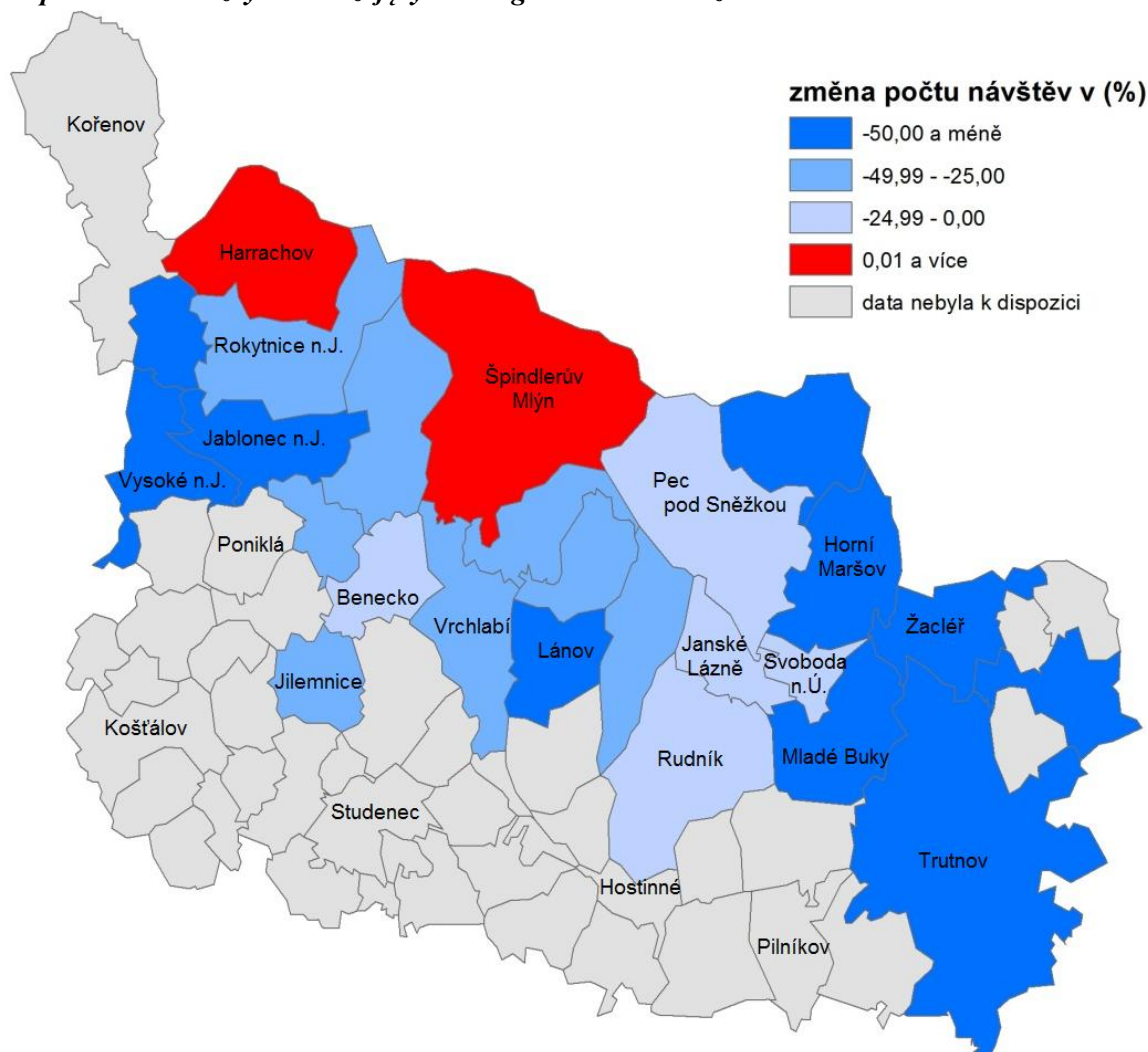 změna počtu návštěv v (%)
-50,00 a méně
-49,99 - -25,00
-24,99 - 0,00
0,01 a více
data nebyla k dispozici
Kořenov
Harrachov
Rokytnice n.J.
Špindlerův
Mlýn
Jablonec n.J.
Vysoké n.J.
Pec
pod Sněžkou
Poniklá
Horní
Maršov
Benecko
Vrchlabí
Lánov
Janské
Lázně
Svoboda
n.Ú.
Žacléř
Jilemnice
Košťálov
Rudník
Mladé Buky
Studenec
Trutnov
Hostinné
Pilníkov